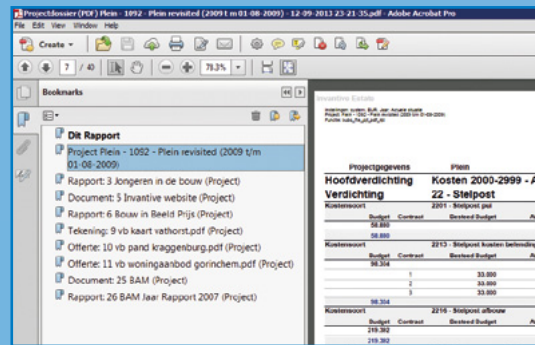 Projectdossier (PDF) Plein - 1092 - Plein revisited (2009 t m 01-08-2009) - 12-09-2013 23-21-35.pdf - Adobe Acrobat Pro
File Edit View Window Help
Create
7 / 40 78.3%
Bookmarks
Dit Rapport
Project Plein - 1092 - Plein revisited (2009 t/m
01-08-2009)
Rapport: 3 Jongeren in de bouw (Project)
Document: 5 Invantive website (Project)
Rapport: 6 Bouw in Beeld Prijs (Project)
Tekening: 9 vb kaart vathorst.pdf (Project)
Offerte: 10 vb pand kraggenburg.pdf (Project)
Offerte: 11 vb woningaanbod gorinchem.pdf (Project)
Document: 25 BAM (Project)
Rapport: 26 BAM Jaar Rapport 2007 (Project)
Invantive Estate
Projectgegevens Plein
Hoofdverdichting Kosten 2000-2999 - A
Verdichting 22 - Stelpost
Kostensoort 2201 - Stelpost pui
Budget Contract Besteed Budget
58.880
58.880
Kostensoort 2213 - Stelpost kosten belending
Budget Contract Besteed Budget
98.304
1 33.000
2 33.000
3 33.000
98.304
Kostensoort 2216 - Stelpost afbouw
Budget Contract Besteed Budget
219.382
219.382